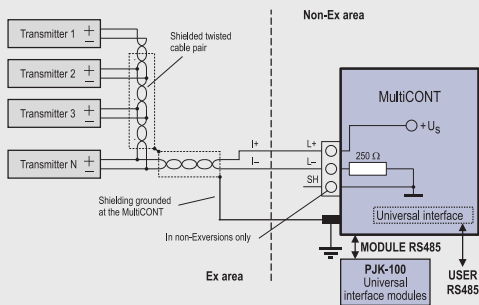 Non-Ex area
Shielded twisted
cable pair
Transmitter 1
+
–
Transmitter 2
+
–
Transmitter 3
+
–
Transmitter N
+
–
MultiCONT
+Us
I+
L+
I–
L–
250 Ω
SH
Shielding grounded
at the MultiCONT
In non-Exversions only
Universal interface
Ex area
MODULE RS485
PJK-100
Universal
interface modules
USER
RS485